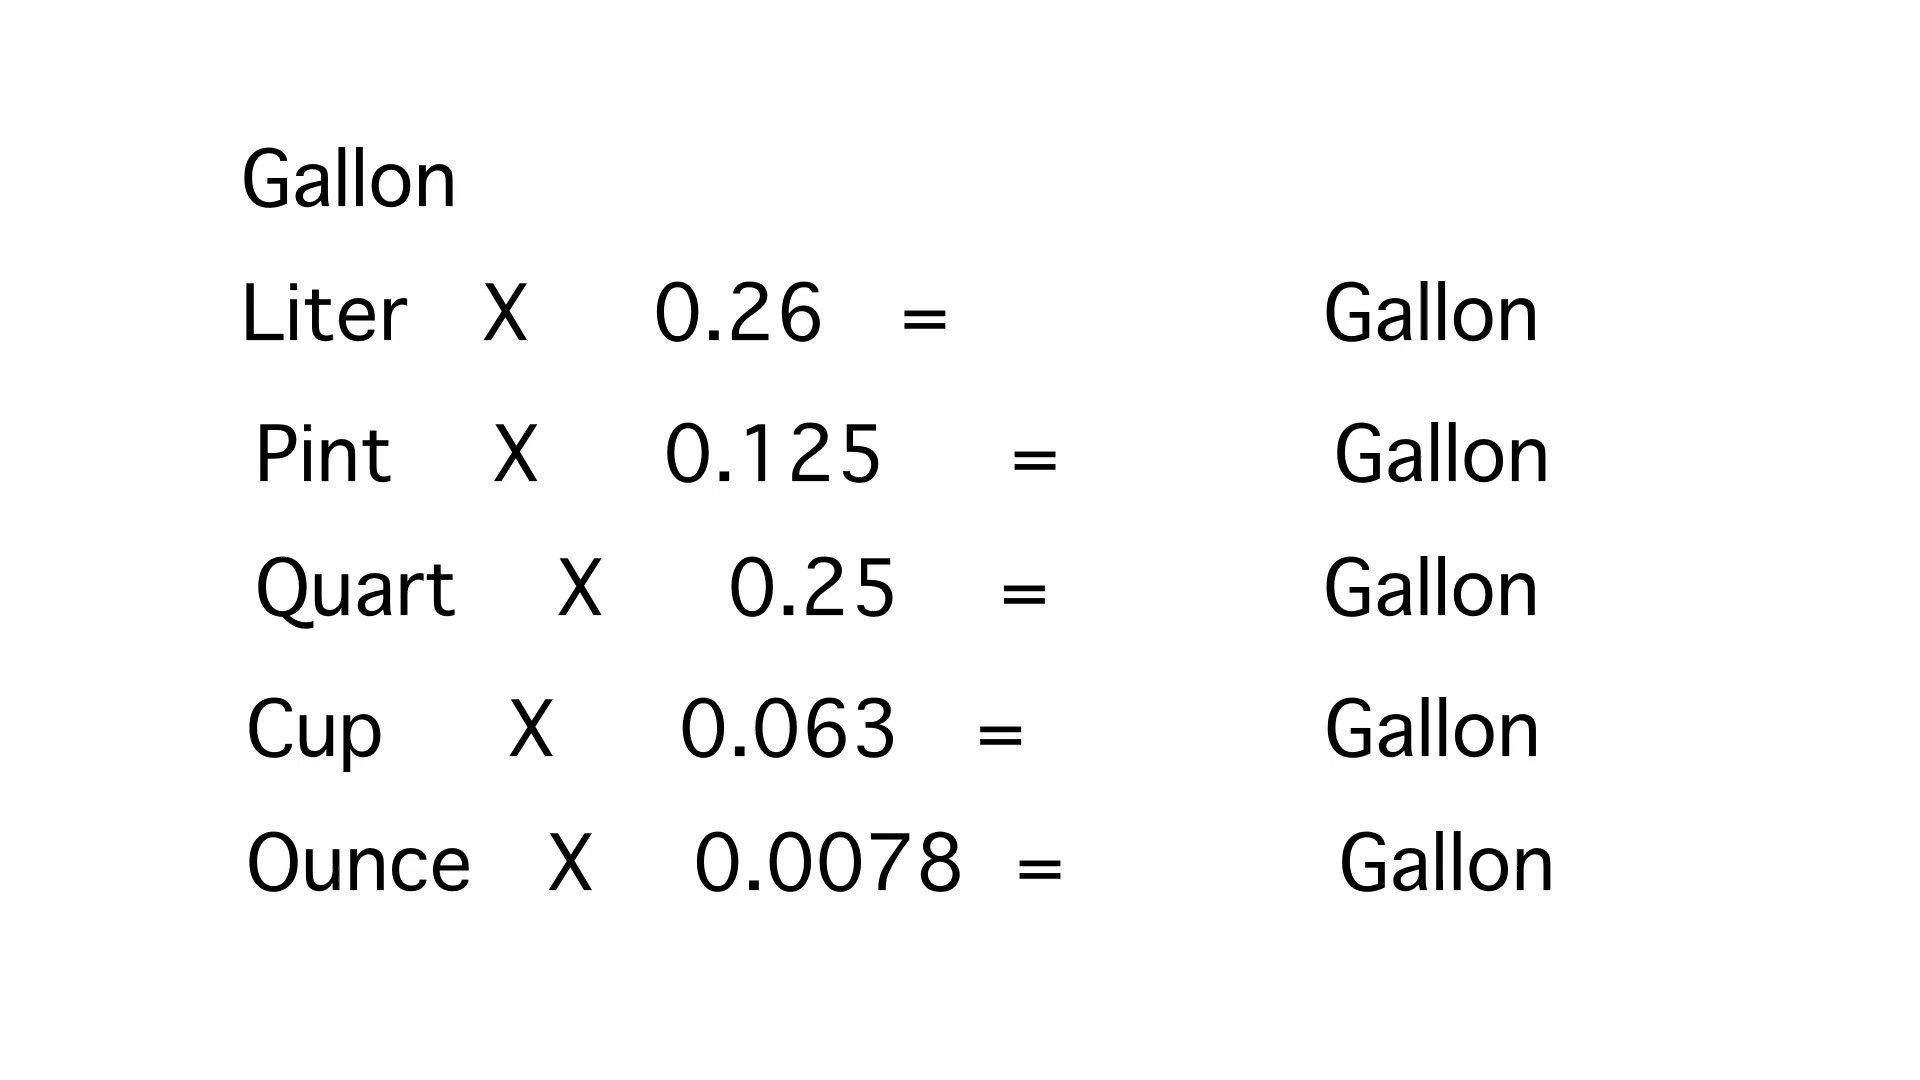 Gallon
Liter X 0.26 = Gallon
Pint X 0.125 = Gallon
Quart X 0.25 = Gallon
Cup X 0.063 = Gallon
Ounce X 0.0078 = Gallon